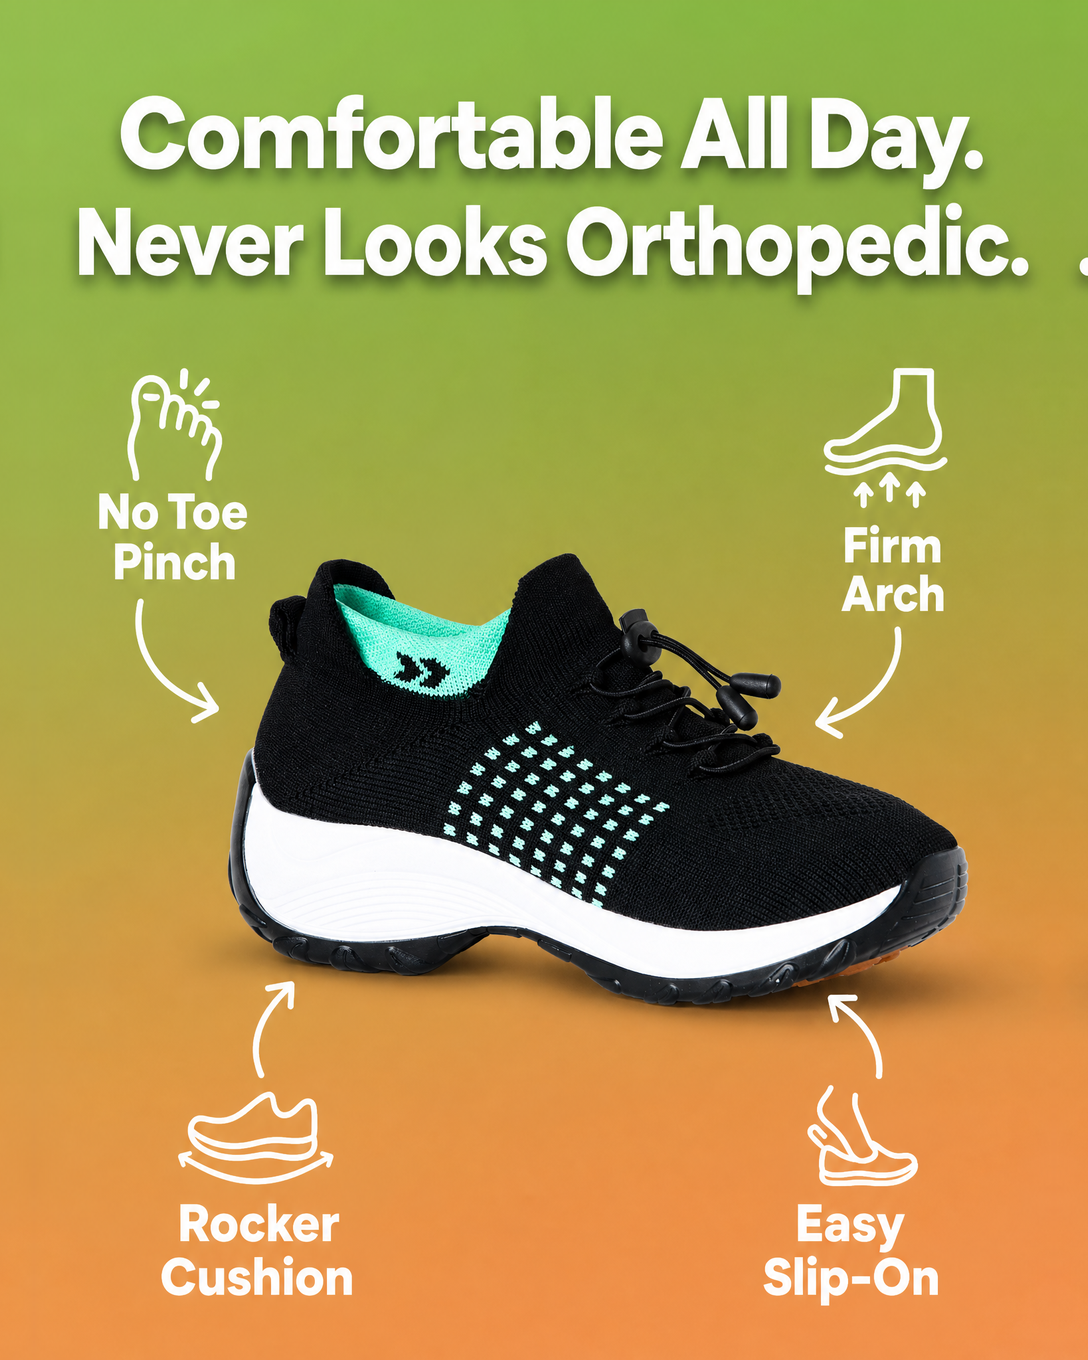 Comfortable All Day.
Never Looks Orthopedic.
No Toe
Pinch
Firm
Arch
Rocker
Cushion
Easy
Slip-On